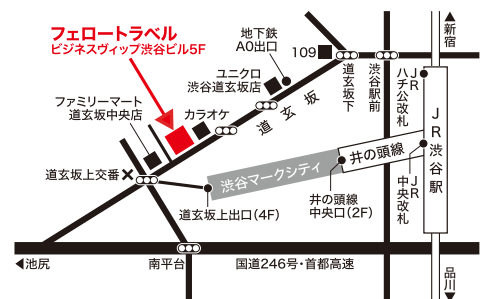 フェロートラベル
ビジネスヴィップ渋谷ビル5F
地下鉄
A0出口
109
新宿
ユニクロ
渋谷道玄坂店
道玄坂下
渋谷駅前
JR
ハチ公改札
ファミリーマート
道玄坂中央店
カラオケ
道玄坂
JR渋谷駅
井の頭線
渋谷マークシティ
道玄坂上交番
道玄坂上出口(4F)
井の頭線
中央口(2F)
JR
中央改札
池尻
南平台
国道246号・首都高速
品川